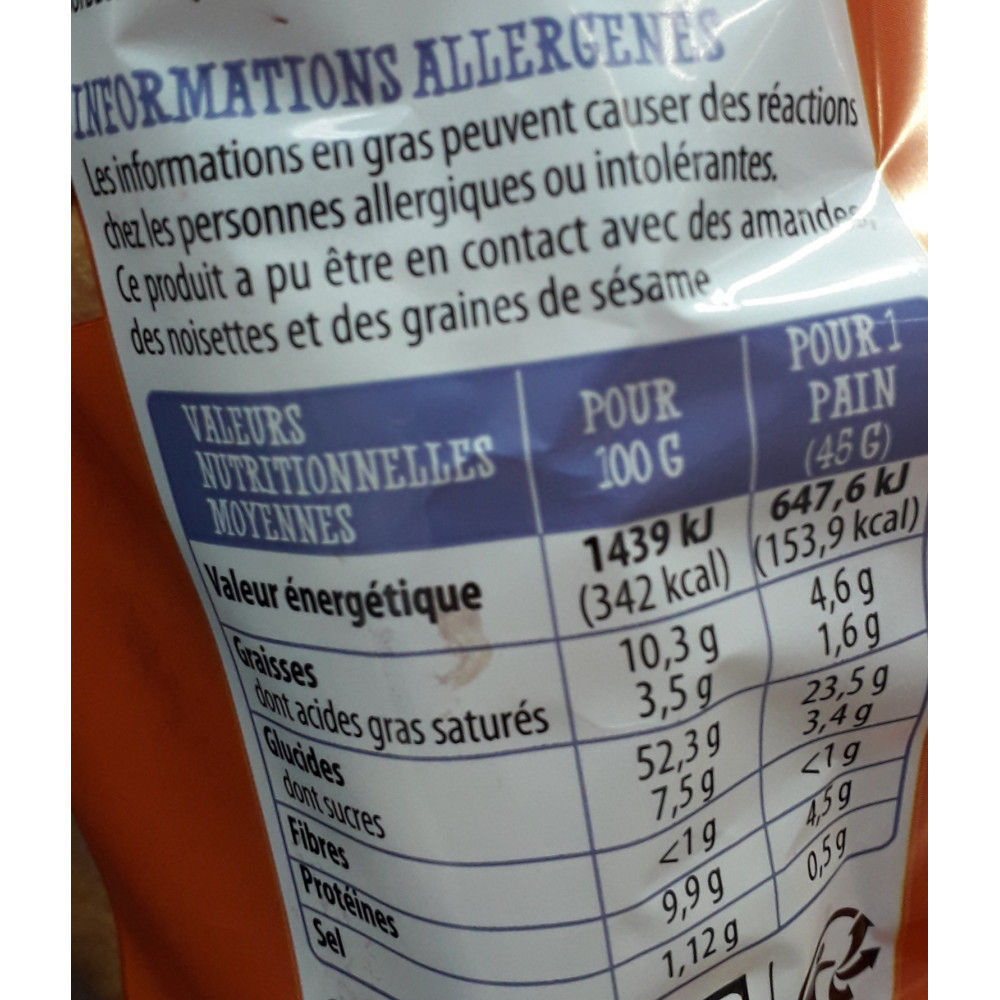 INFORMATIONS ALLERGENES
Les informations en gras peuvent causer des réactions
chez les personnes allergiques ou intolérantes.
Ce produit a pu être en contact avec des amandes,
des noisettes et des graines de sésame
VALEURS NUTRITIONNELLES MOYENNES POUR 100 G POUR 1 PAIN (45 G)
Valeur énergétique 1439 kJ 647,6 kJ
(342 kcal) (153,9 kcal)
Graisses 10,3 g 4,6 g
dont acides gras saturés 3,5 g 1,6 g
Glucides 52,3 g 23,5 g
dont sucres 7,5 g 3,4 g
Fibres <1 g <1 g
Protéines 9,9 g 4,5 g
Sel 1,12 g 0,5 g